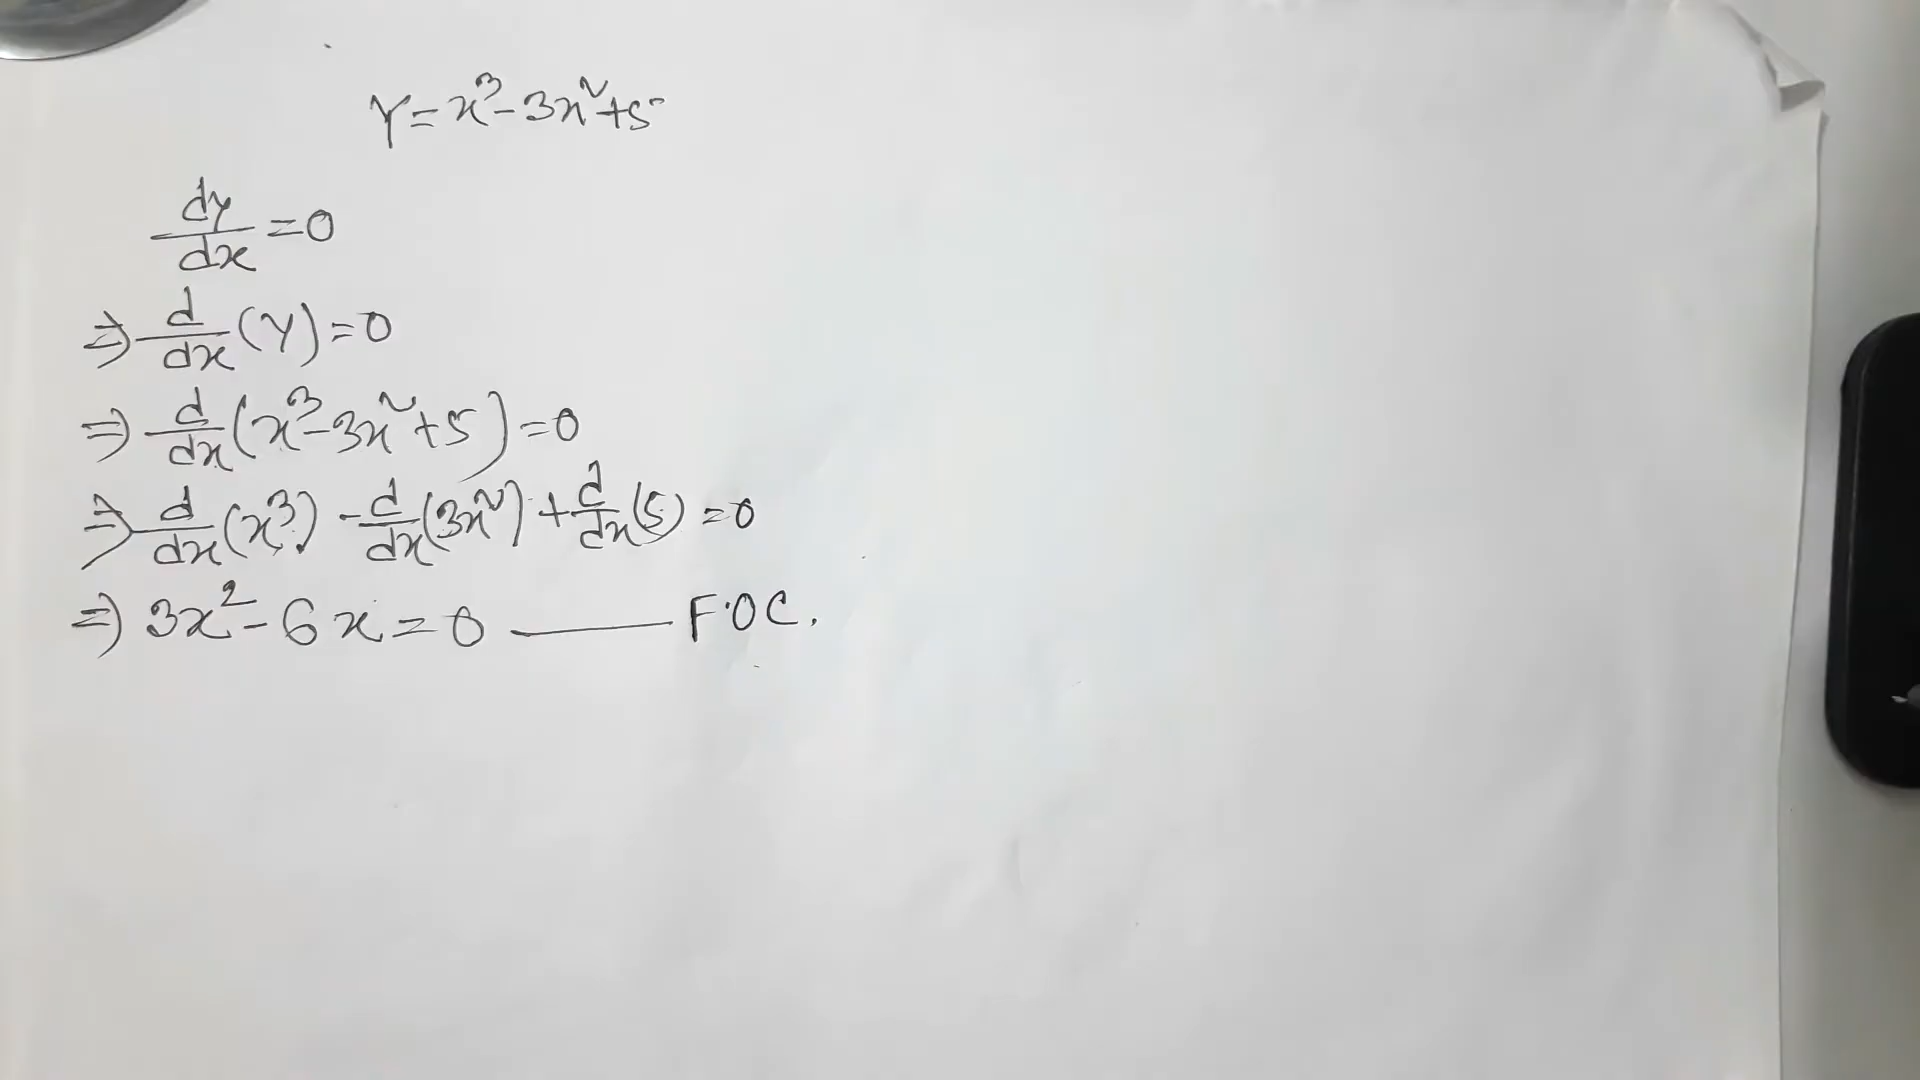 Y = x³ - 3x² + 5
dy/dx = 0
⇒ d/dx (Y) = 0
⇒ d/dx (x³ - 3x² + 5) = 0
⇒ d/dx (x³) - d/dx (3x²) + d/dx (5) = 0
⇒ 3x² - 6x = 0 —— F.O.C.